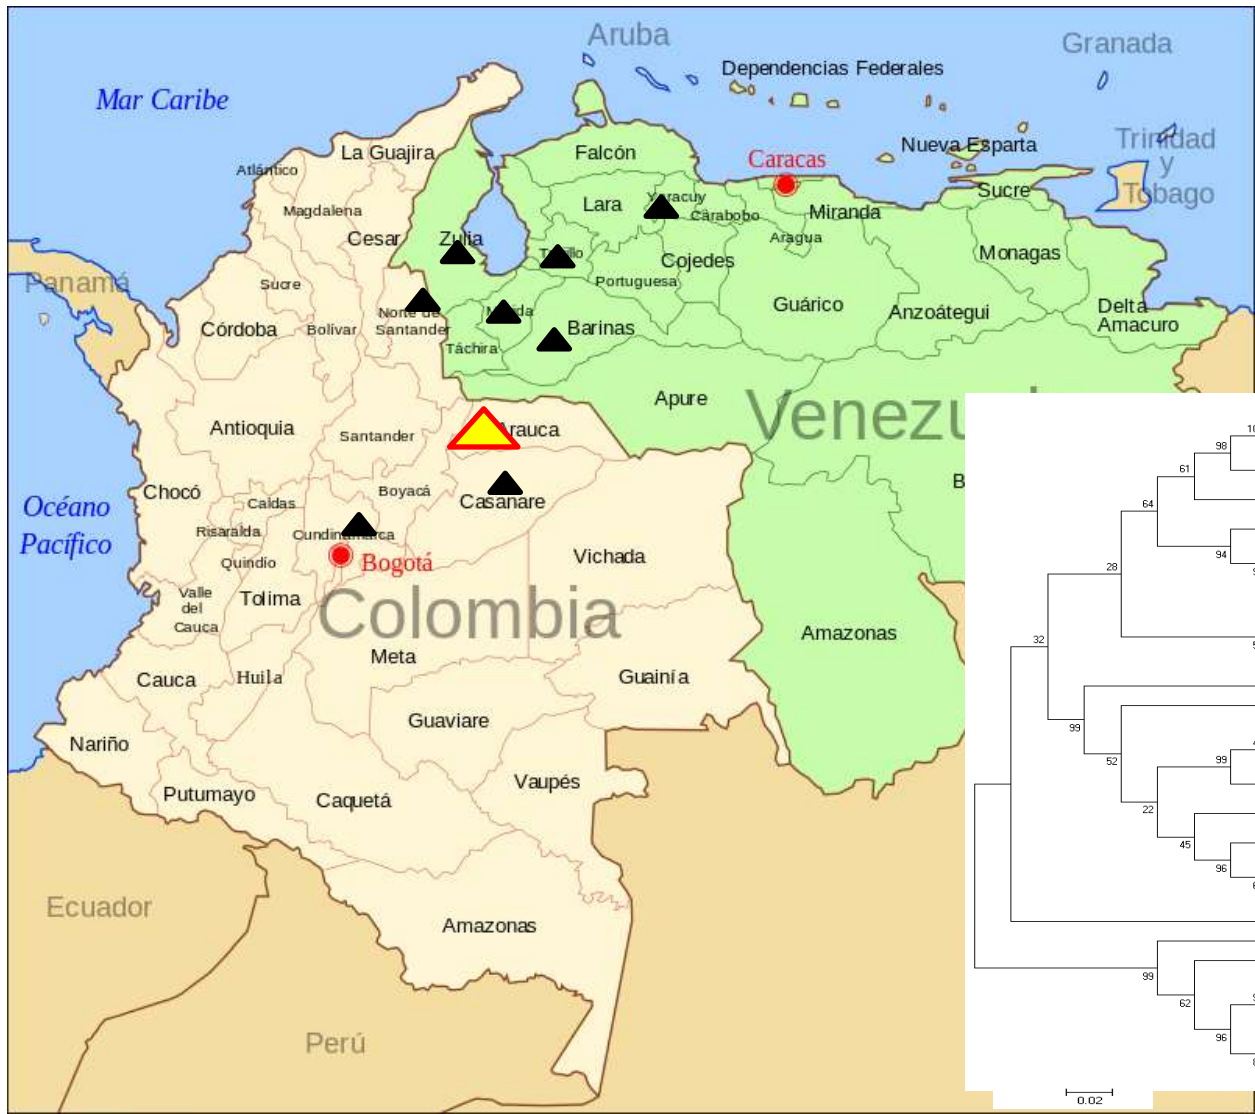 Aruba
Granada
Dependencias Federales
Mar Caribe
Trinidad
y
Tobago
Nueva Esparta
La Guajira
Falcón
Caracas
Atlántico
Sucre
Lara
Carabobo
Miranda
Magdalena
Cesar
Zulia
Aragua
Monagas
Cojedes
Panamá
Sucre
Portuguesa
Guárico
Anzoátegui
Delta
Amacuro
Norte de
Santander
Córdoba
Bolívar
Barinas
Táchira
Apure
Venezu
Antioquia
Santander
Arauca
Chocó
Boyacá
Casanare
B
Caldas
Océano
Pacífico
Risaralda
Cundinamarca
Quindío
Bogotá
Vichada
Valle
del
Cauca
Tolima
Colombia
Amazonas
Meta
Cauca
Huila
Guainía
Guaviare
Nariño
Putumayo
Caquetá
Vaupés
Ecuador
Amazonas
Perú
98
61
64
94
28
32
99
52
99
22
45
96
99
62
96
0.02